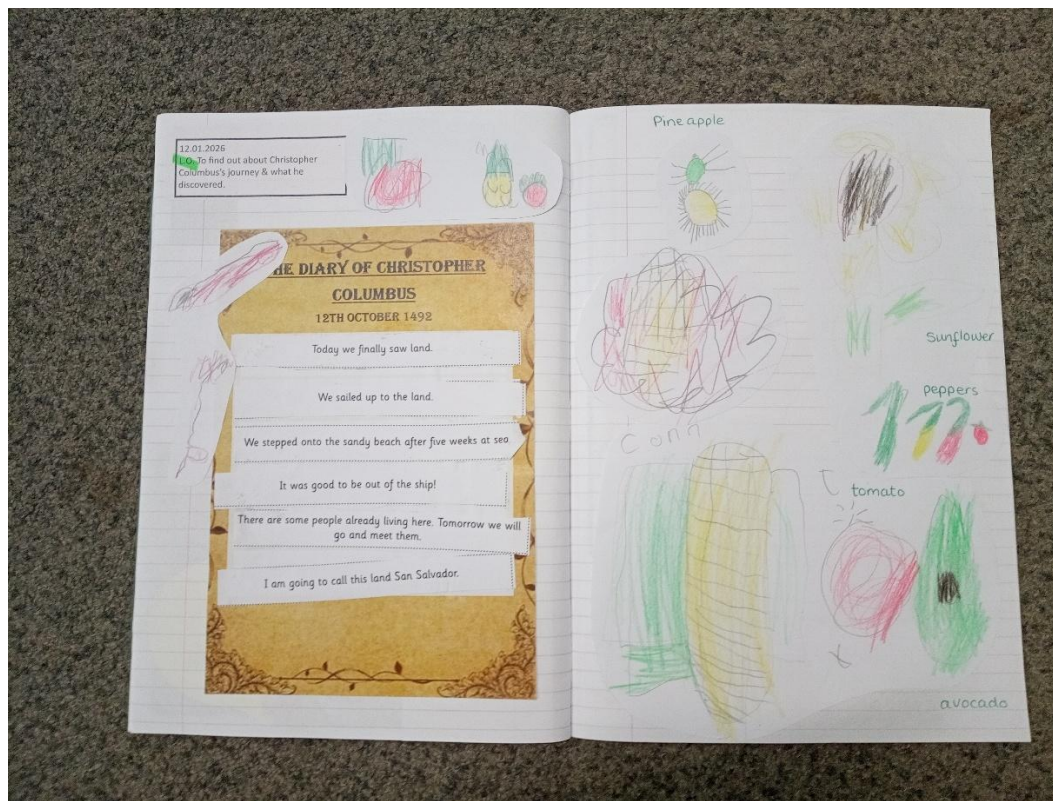 12.01.2026
L.O. To find out about Christopher
Columbus's journey & what he
discovered.
HE DIARY OF CHRISTOPHER
COLUMBUS
12TH OCTOBER 1492
Today we finally saw land.
We sailed up to the land.
We stepped onto the sandy beach after five weeks at sea
It was good to be out of the ship!
There are some people already living here. Tomorrow we will
go and meet them.
I am going to call this land San Salvador.
Pineapple
Sunflower
peppers
Conn
tomato
avocado